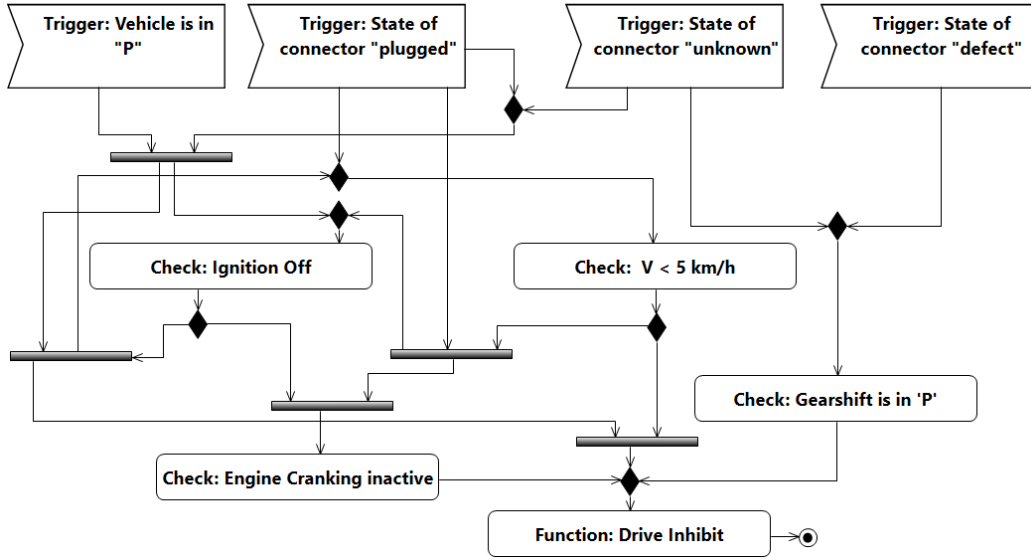 Trigger: Vehicle is in
"P"
Trigger: State of
connector "plugged"
Trigger: State of
connector "unknown"
Trigger: State of
connector "defect"
Check: Ignition Off
Check: V < 5 km/h
Check: Gearshift is in 'P'
Check: Engine Cranking inactive
Function: Drive Inhibit